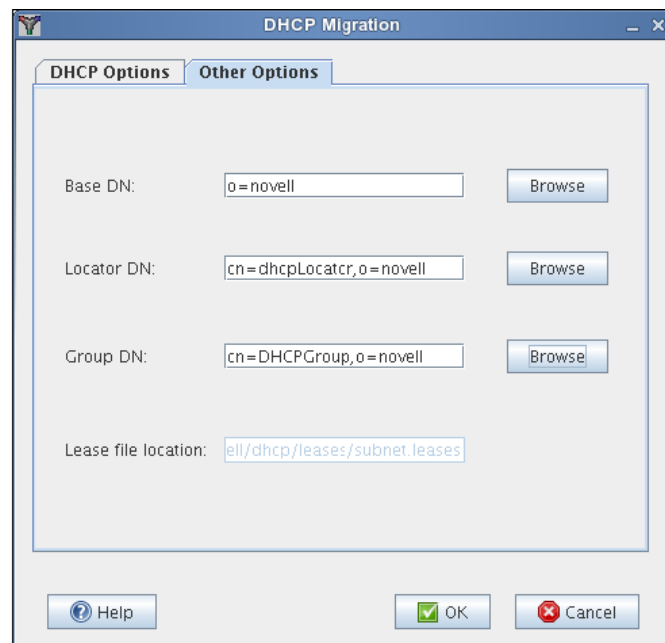 DHCP Migration
DHCP Options Other Options
Base DN: o=novell Browse
Locator DN: cn=dhcpLocator,o=novell Browse
Group DN: cn=DHCPGroup,o=novell Browse
Lease file location: ell/dhcp/leases/subnet.leases
Help OK Cancel